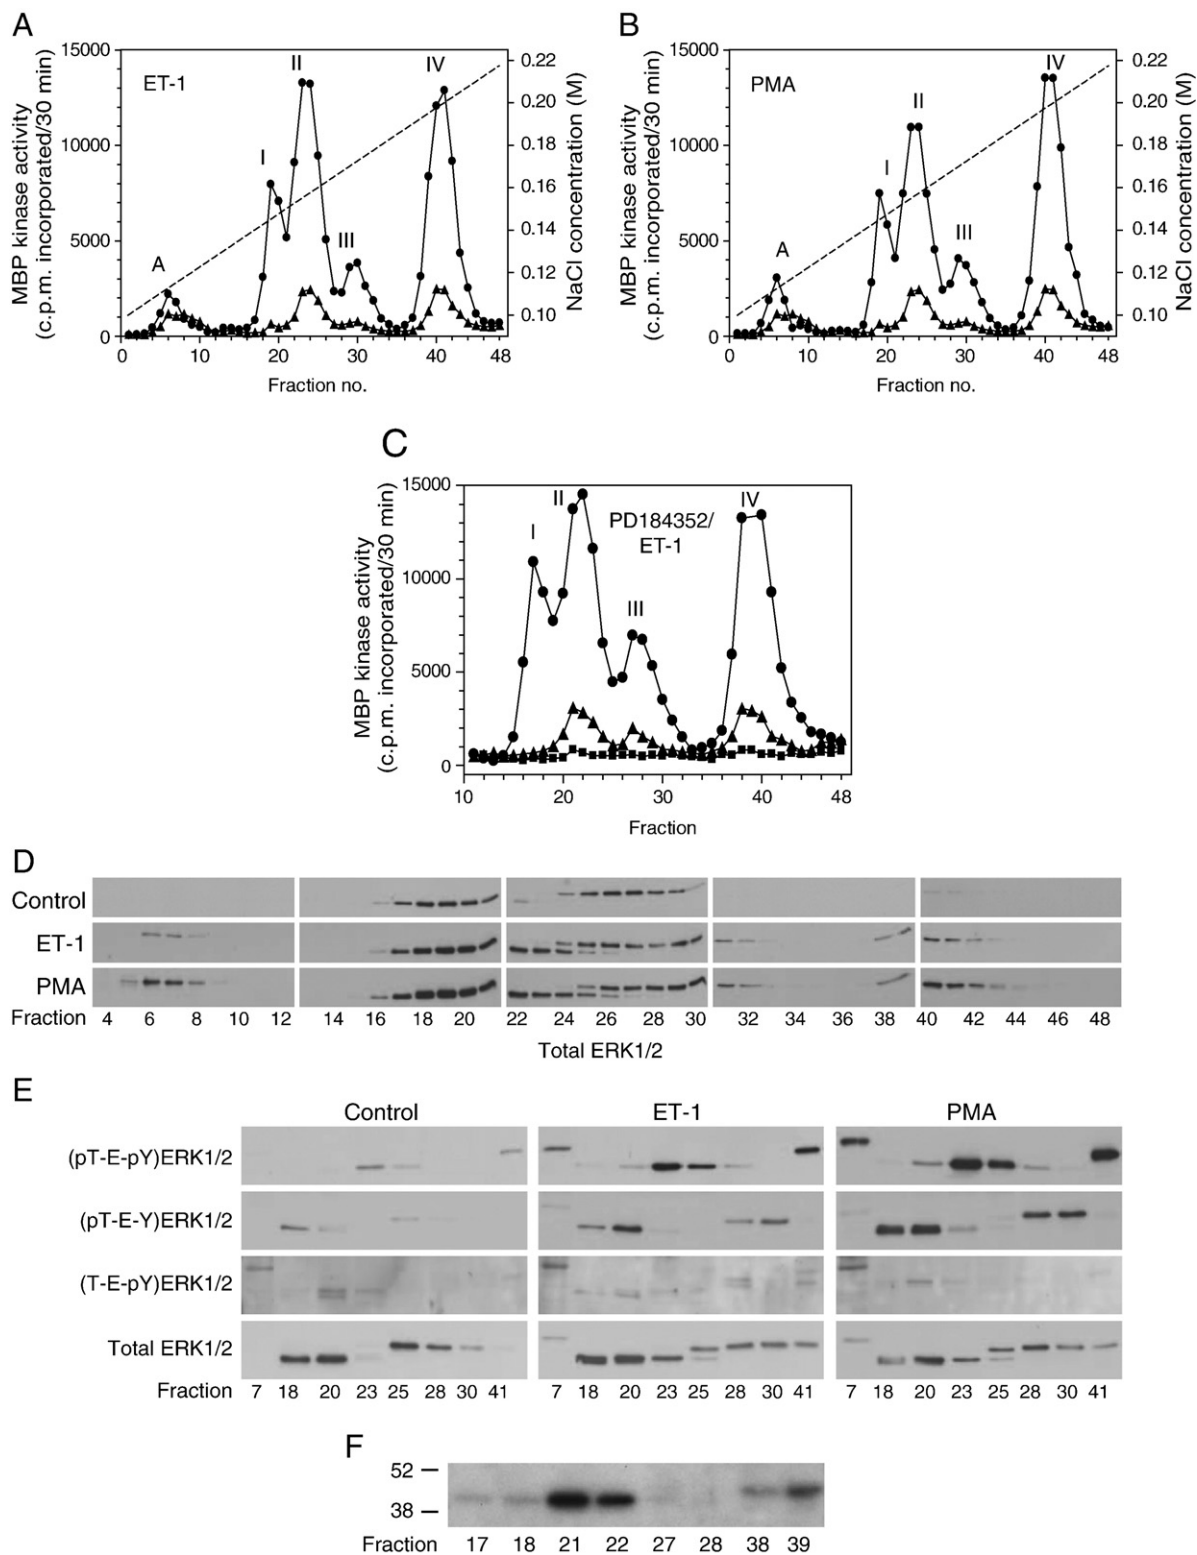 A
B
MBP kinase activity
(c.p.m. incorporated/30 min)
15000
10000
5000
0
ET-1
A
I
II
III
IV
0.22
0.20
0.18
0.16
0.14
0.12
0.10
NaCl concentration (M)
0 10 20 30 40 48
Fraction no.
MBP kinase activity
(c.p.m. incorporated/30 min)
15000
10000
5000
0
PMA
A
I
II
III
IV
0.22
0.20
0.18
0.16
0.14
0.12
0.10
NaCl concentration (M)
0 10 20 30 40 48
Fraction no.
C
MBP kinase activity
(c.p.m. incorporated/30 min)
15000
10000
5000
0
I
II
III
IV
PD184352/
ET-1
10 20 30 40 48
Fraction
D
Control
ET-1
PMA
Fraction 4 6 8 10 12 14 16 18 20 22 24 26 28 30 32 34 36 38 40 42 44 46 48
Total ERK1/2
E
Control ET-1 PMA
(pT-E-pY)ERK1/2
(pT-E-Y)ERK1/2
(T-E-pY)ERK1/2
Total ERK1/2
Fraction 7 18 20 23 25 28 30 41 7 18 20 23 25 28 30 41 7 18 20 23 25 28 30 41
F
52
38
Fraction 17 18 21 22 27 28 38 39